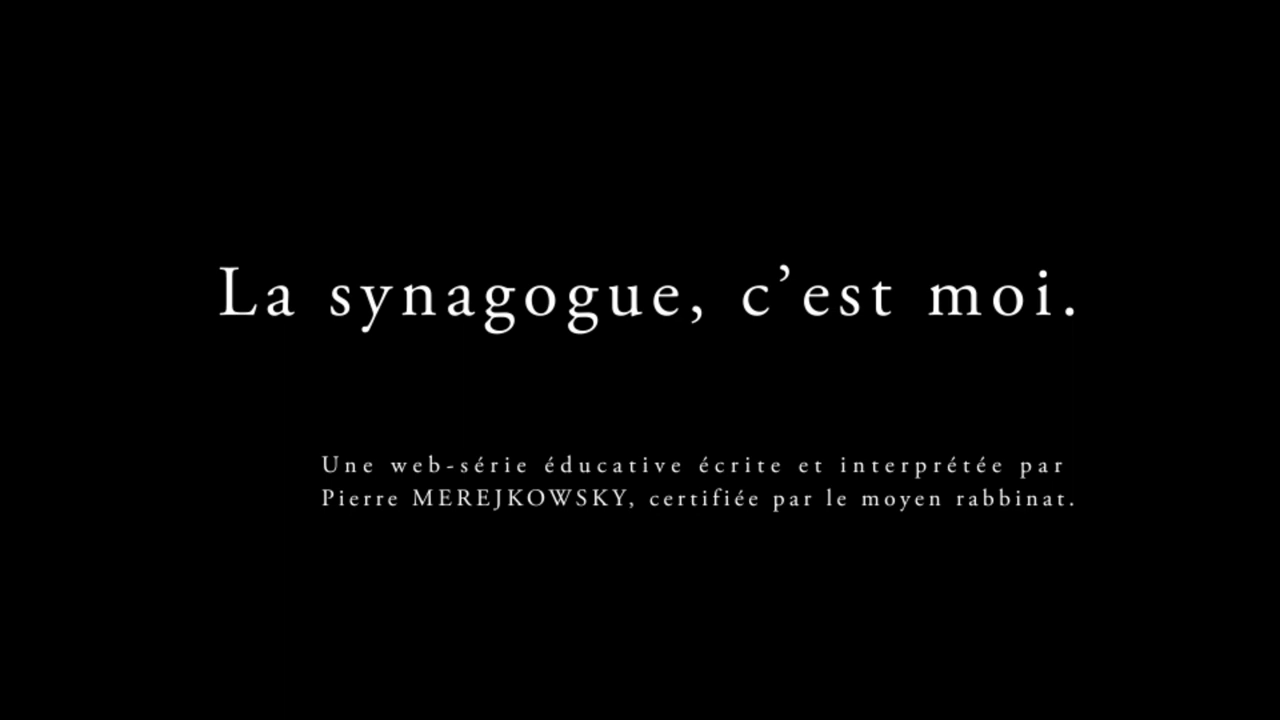 La synagogue, c’est moi.
Une web-série éducative écrite et interprétée par
Pierre MEREJKOWSKY, certifiée par le moyen rabbinat.